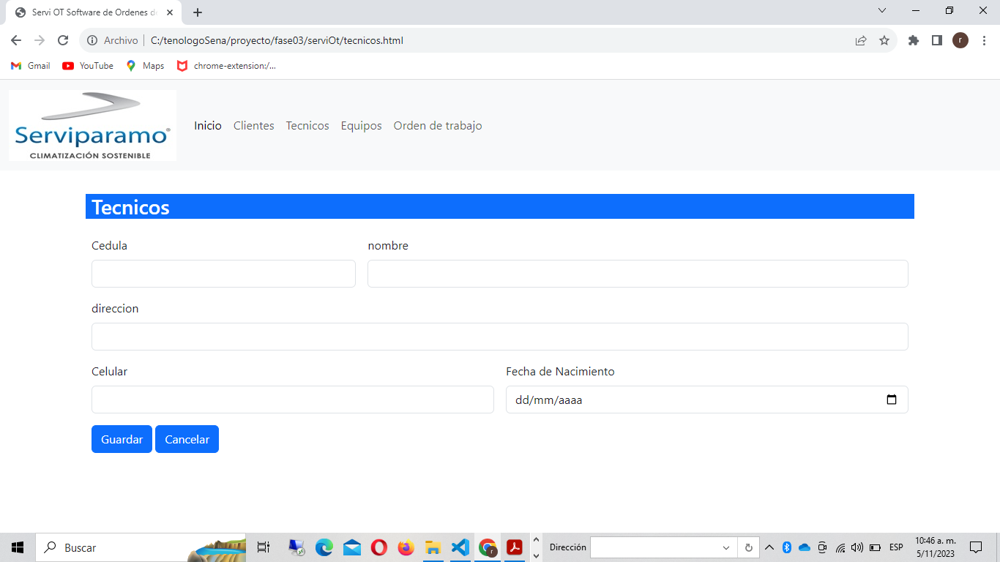 Servi OT Software de Ordenes de
Archivo
C:/tenologoSena/proyecto/fase03/serviOt/tecnicos.html
r
Gmail
YouTube
Maps
chrome-extension:/...
Serviparamo®
CLIMATIZACIÓN SOSTENIBLE
Inicio
Clientes
Tecnicos
Equipos
Orden de trabajo
Tecnicos
Cedula
nombre
direccion
Celular
Fecha de Nacimiento
dd/mm/aaaa
Guardar
Cancelar
Buscar
r
Dirección
ESP
10:46 a. m.
5/11/2023